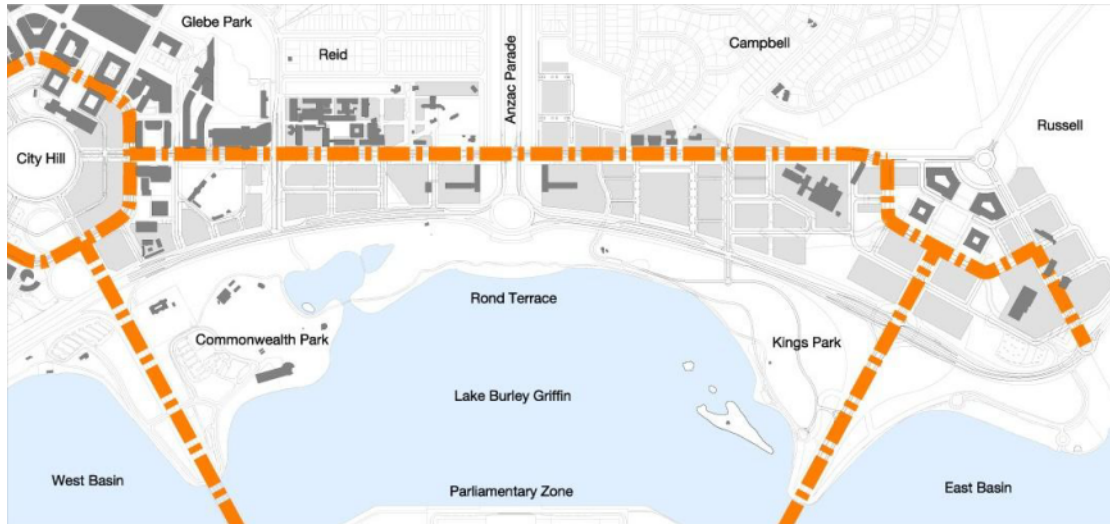 Glebe Park
Reid
Campbell
Anzac Parade
Russell
City Hill
Rond Terrace
Commonwealth Park
Kings Park
Lake Burley Griffin
West Basin
Parliamentary Zone
East Basin